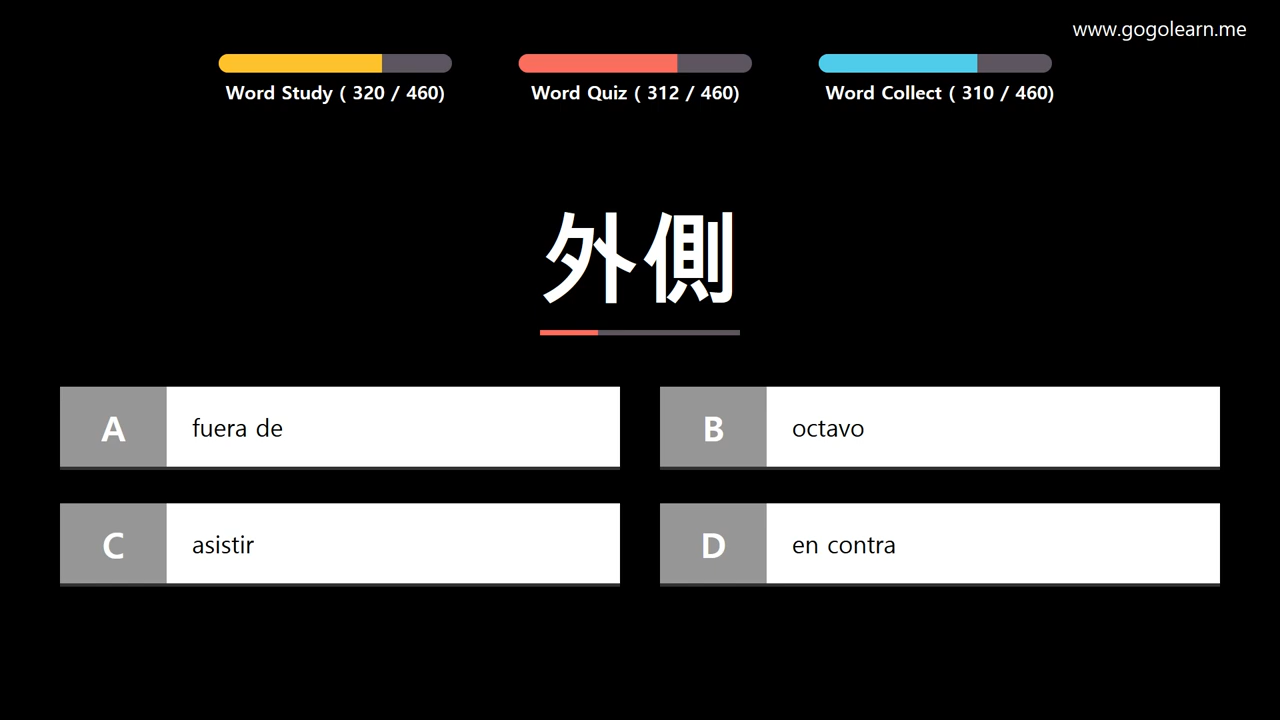 www.gogolearn.me
Word Study ( 320 / 460)
Word Quiz ( 312 / 460)
Word Collect ( 310 / 460)
外側
A
fuera de
B
octavo
C
asistir
D
en contra